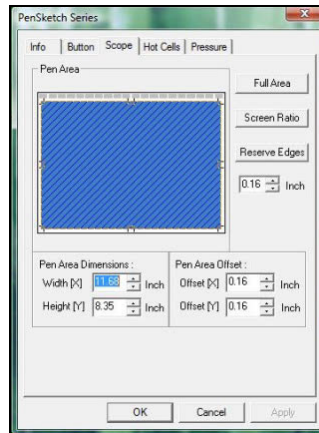 PenSketch Series
Info Button Scope Hot Cells Pressure
Pen Area
Full Area
Screen Ratio
Reserve Edges
0.16 Inch
Pen Area Dimensions :
Width [X] 11.68 Inch
Height [Y] 8.35 Inch
Pen Area Offset :
Offset [X] 0.16 Inch
Offset [Y] 0.16 Inch
OK Cancel Apply